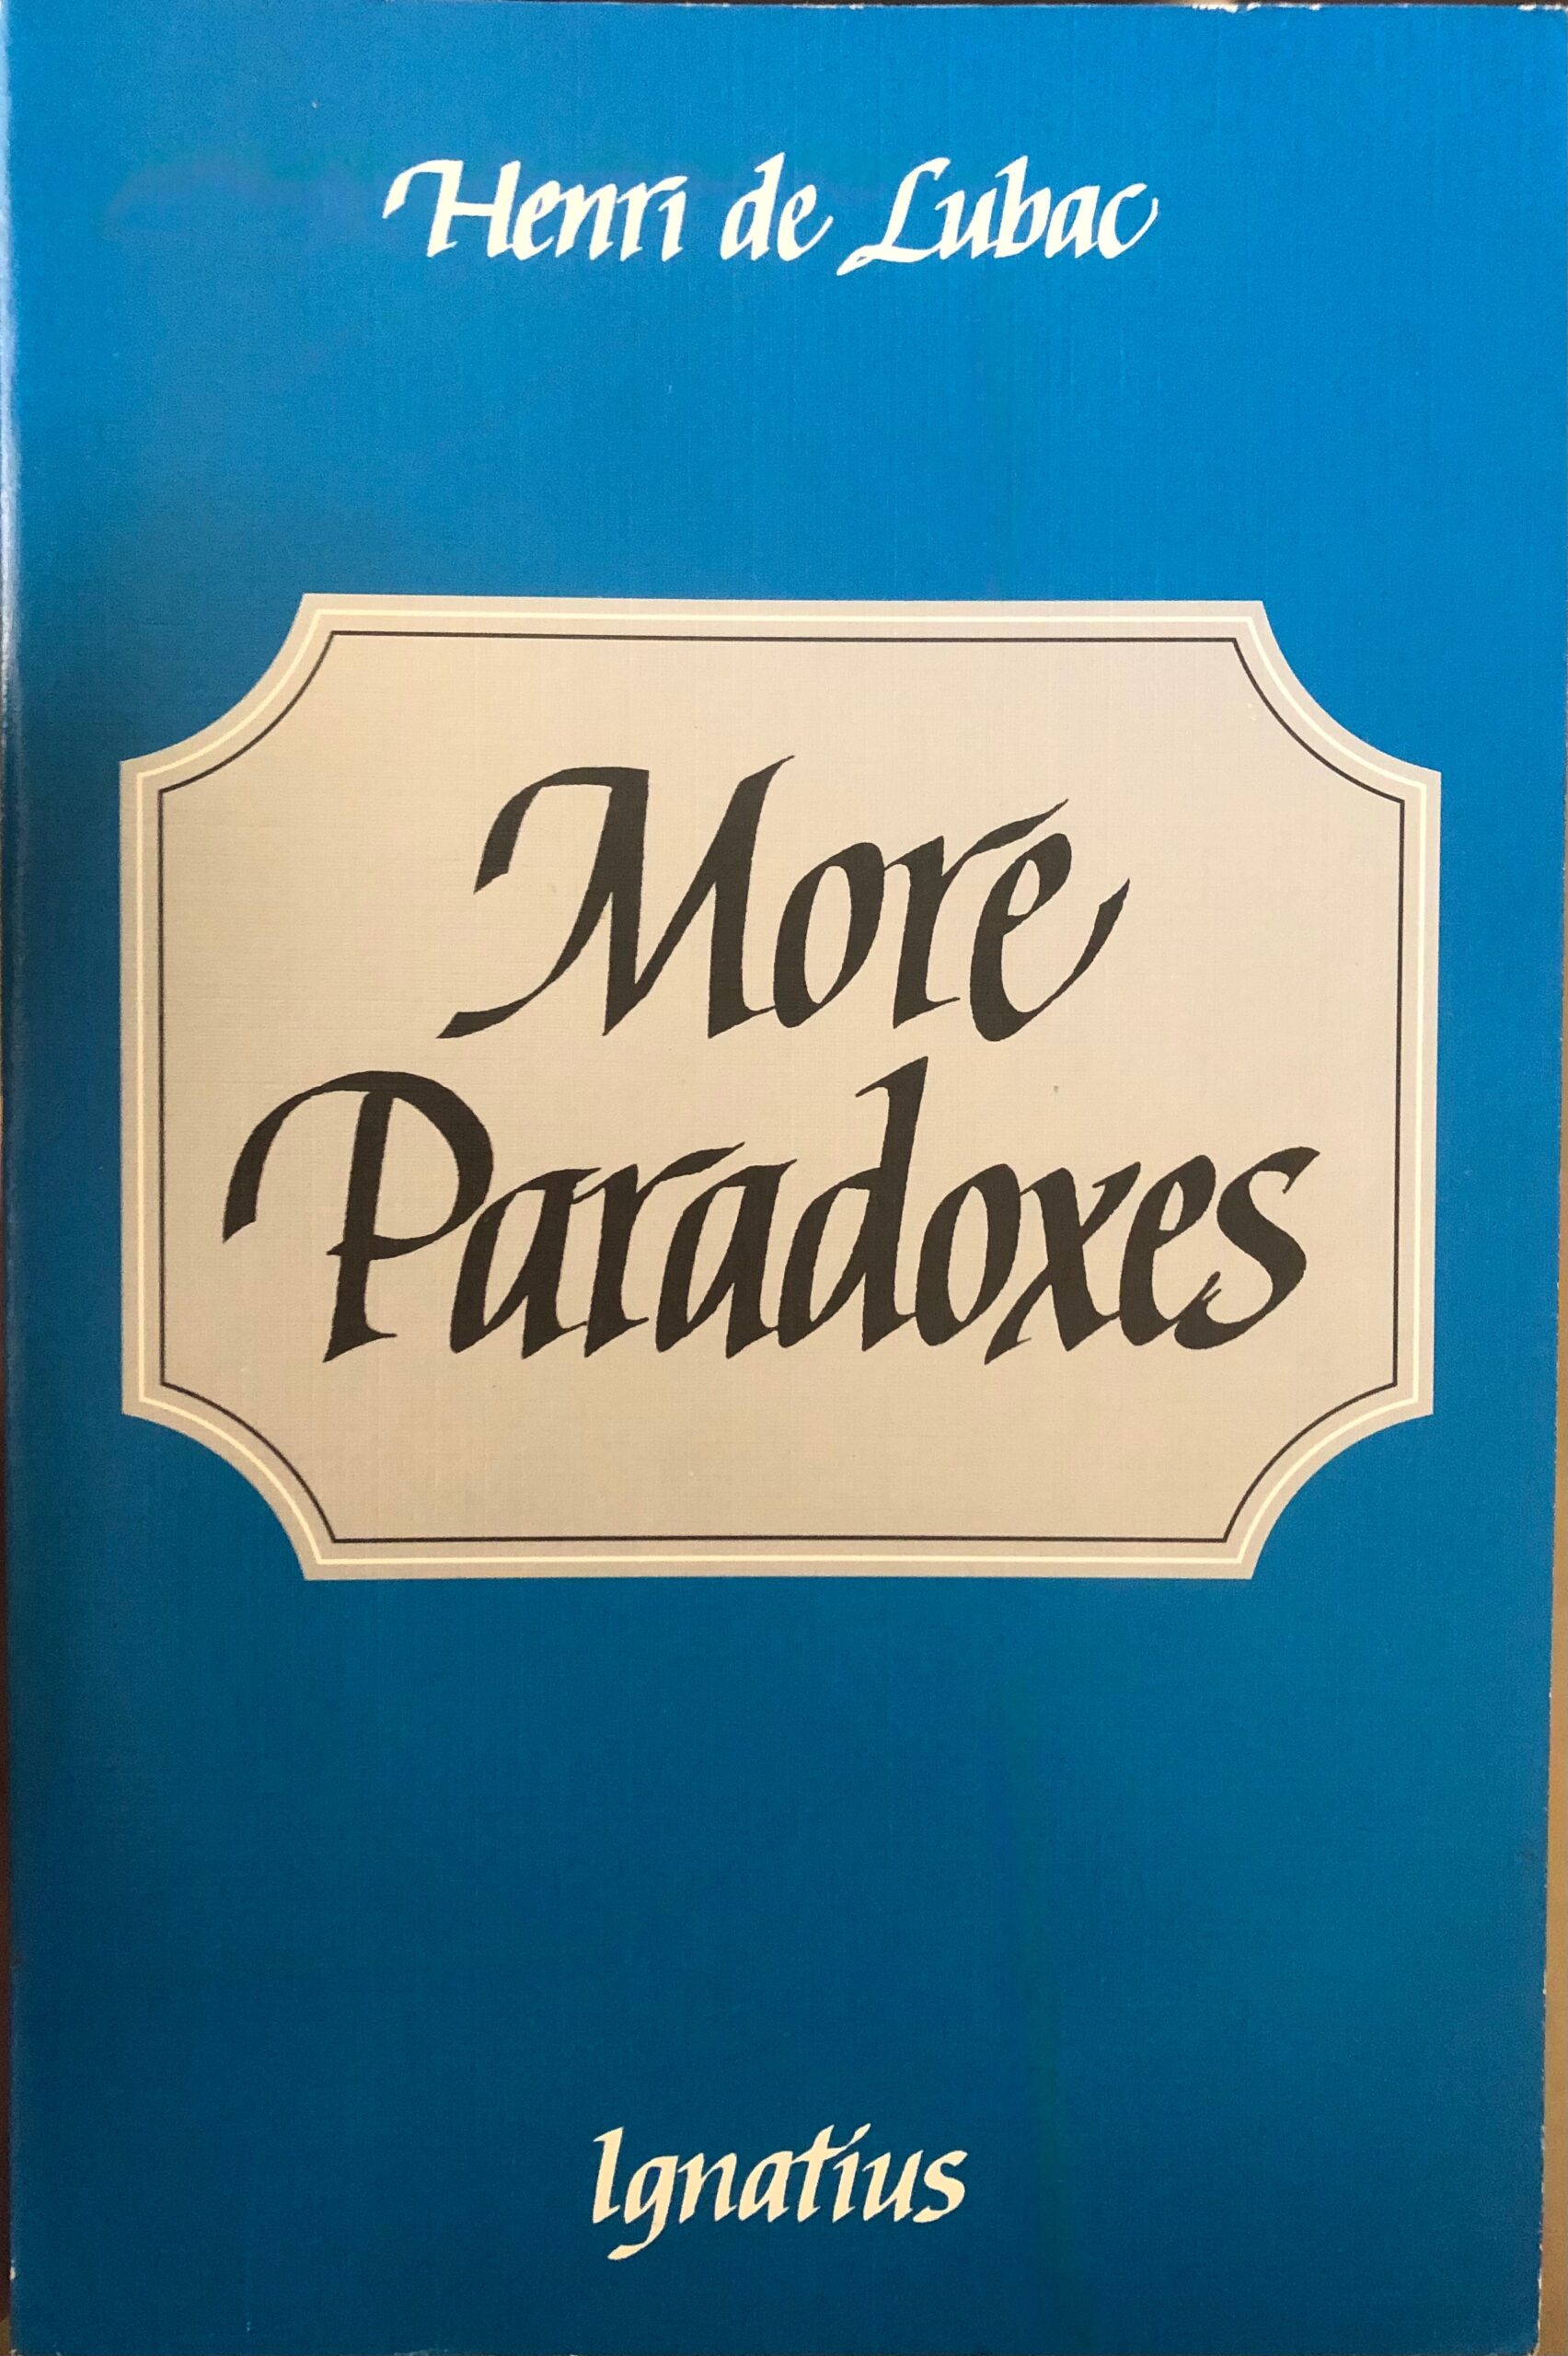 Henri de Lubac
More
Paradoxes
Ignatius